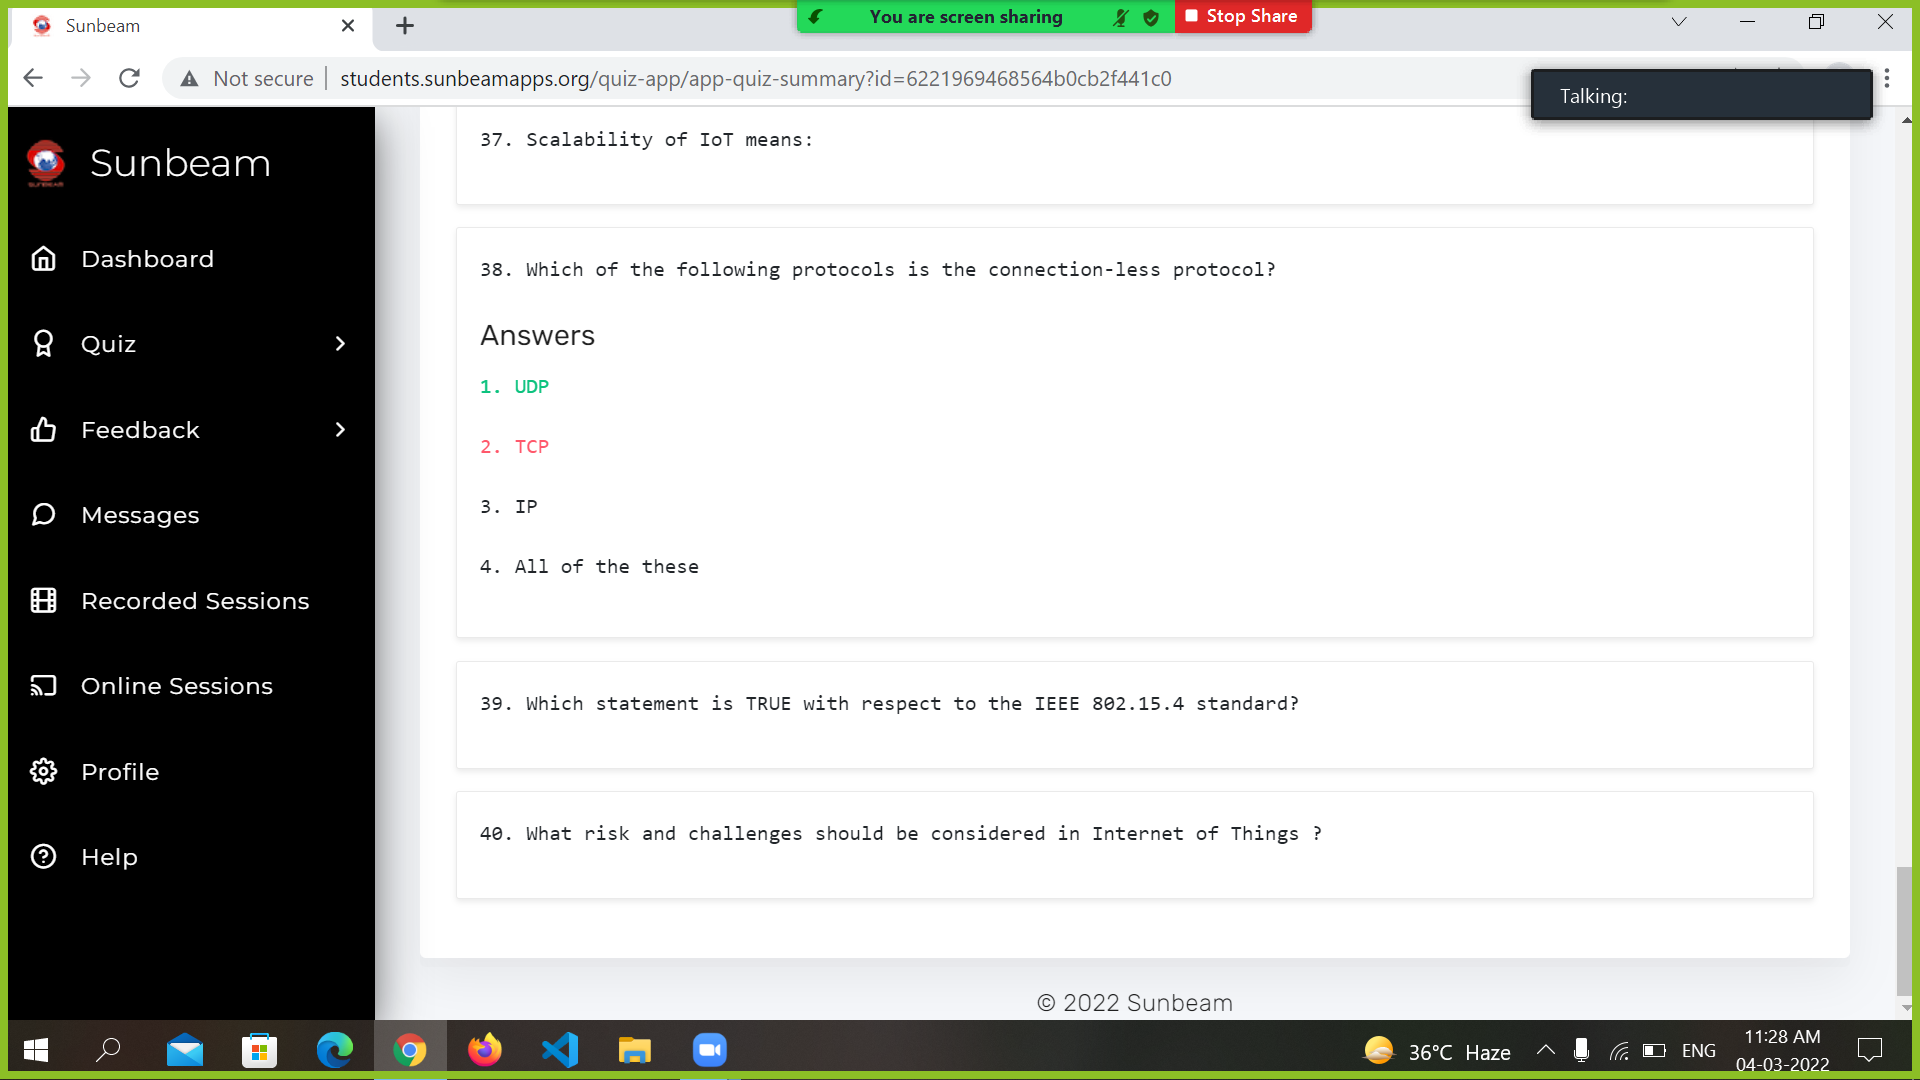 Sunbeam
You are screen sharing
Stop Share
Not secure
students.sunbeamapps.org/quiz-app/app-quiz-summary?id=6221969468564b0cb2f441c0
Talking:
Sunbeam
SUNBEAM
Dashboard
Quiz
Feedback
Messages
Recorded Sessions
Online Sessions
Profile
Help
37. Scalability of IoT means:
38. Which of the following protocols is the connection-less protocol?
Answers
1. UDP
2. TCP
3. IP
4. All of the these
39. Which statement is TRUE with respect to the IEEE 802.15.4 standard?
40. What risk and challenges should be considered in Internet of Things ?
© 2022 Sunbeam
36°C Haze
ENG
11:28 AM
04-03-2022